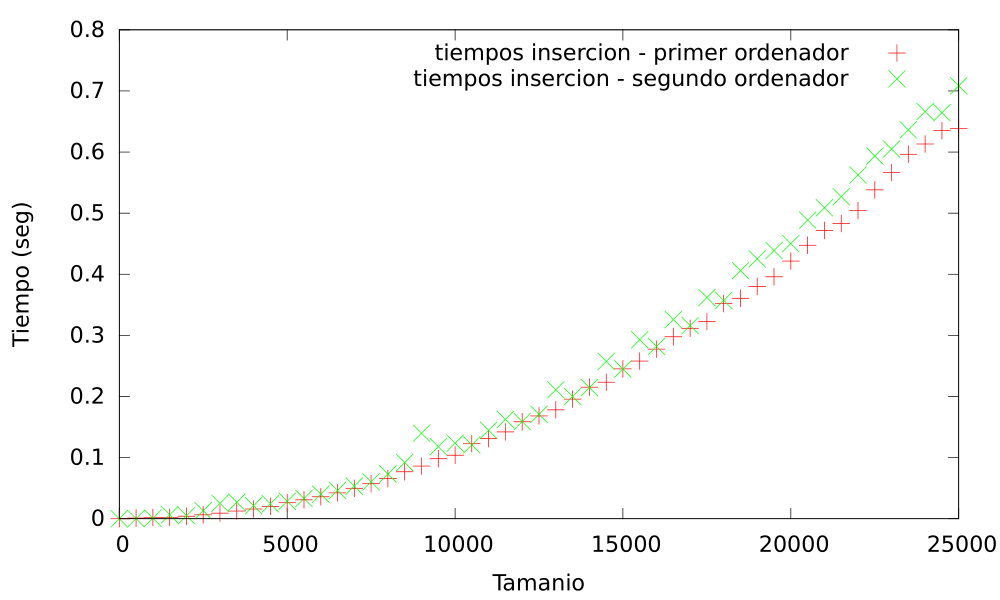 tiempos insercion - primer ordenador
tiempos insercion - segundo ordenador
0.8
0.7
0.6
0.5
0.4
0.3
0.2
0.1
0
Tiempo (seg)
0 5000 10000 15000 20000 25000
Tamanio